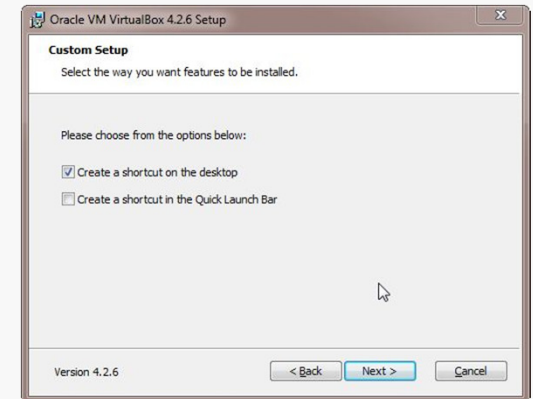 Oracle VM VirtualBox 4.2.6 Setup
Custom Setup
Select the way you want features to be installed.
Please choose from the options below:
Create a shortcut on the desktop
Create a shortcut in the Quick Launch Bar
Version 4.2.6
< Back Next > Cancel